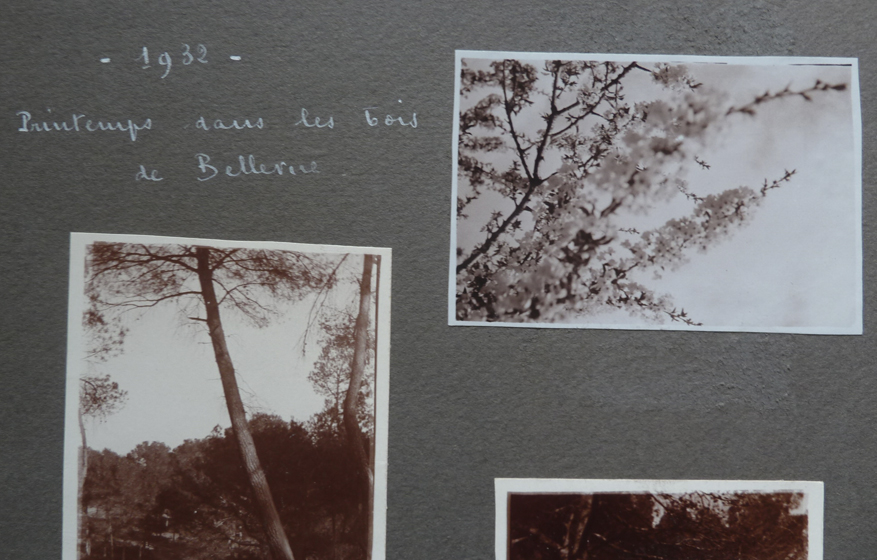 - 1932 -
Printemps dans les bois
de Bellevue